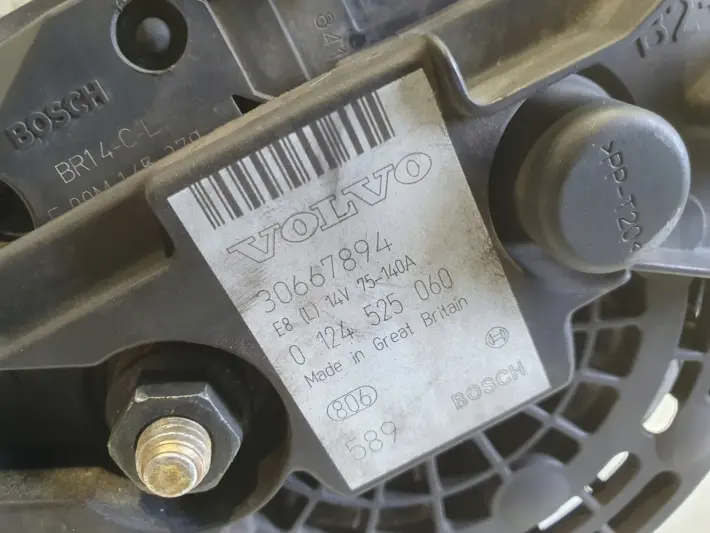 BOSCH
BR14-C L
VOLVO
30667894
E8 (L) 14V 75-140A
0 124 525 060
Made in Great Britain
806
589
BOSCH